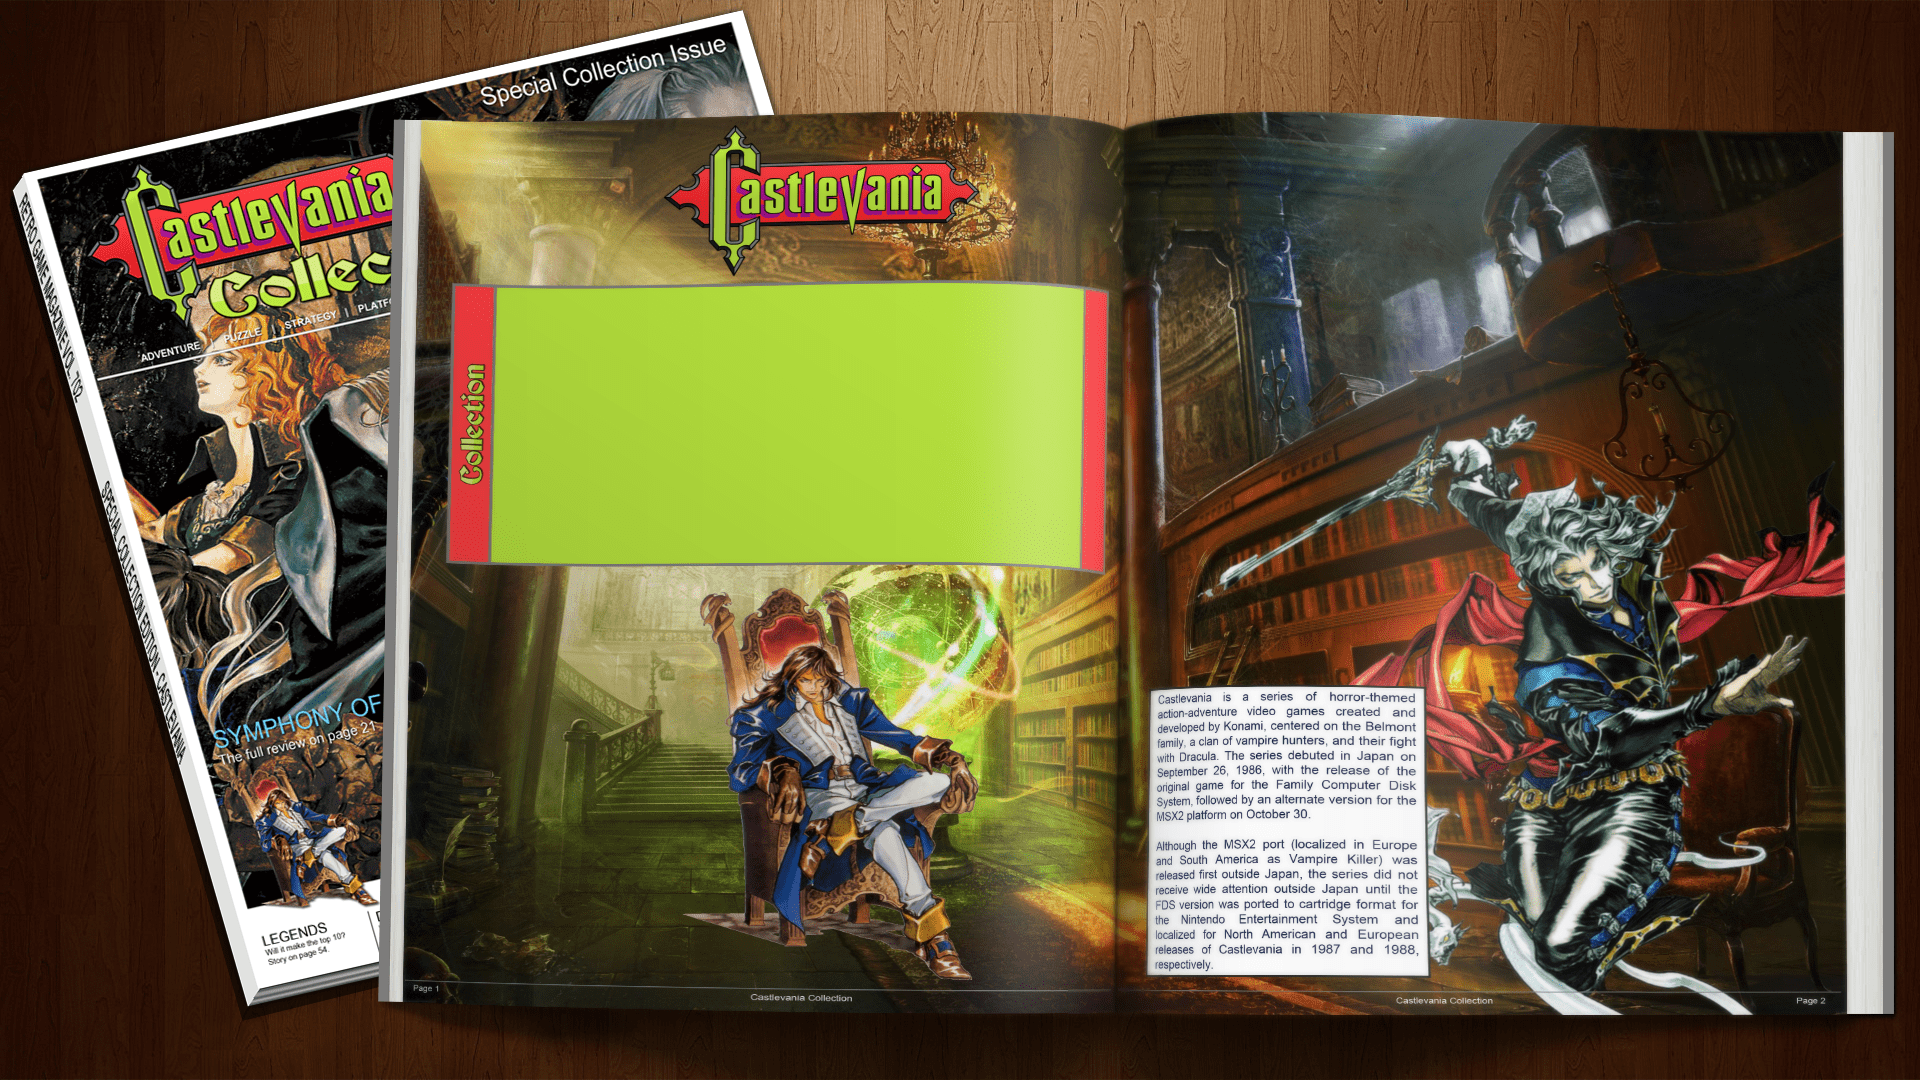 Special Collection Issue
Castlevania
Collec
ADVENTURE | PUZZLE | STRATEGY | PLATFO
RETRO GAME MAGAZINE VOL. 702
SPECIAL COLLECTION EDITION - CASTLEVANIA
SYMPHONY OF
The full review on page 21
LEGENDS
Will it make the top 10?
Story on page 54.
Castlevania
Collection
Page 1
Castlevania Collection
Castlevania is a series of horror-themed
action-adventure video games created and
developed by Konami, centered on the Belmont
family, a clan of vampire hunters, and their fight
with Dracula. The series debuted in Japan on
September 26, 1986, with the release of the
original game for the Family Computer Disk
System, followed by an alternate version for the
MSX2 platform on October 30.
Although the MSX2 port (localized in Europe
and South America as Vampire Killer) was
released first outside Japan, the series did not
receive wide attention outside Japan until the
FDS version was ported to cartridge format for
the Nintendo Entertainment System and
localized for North American and European
releases of Castlevania in 1987 and 1988,
respectively.
Castlevania Collection
Page 2